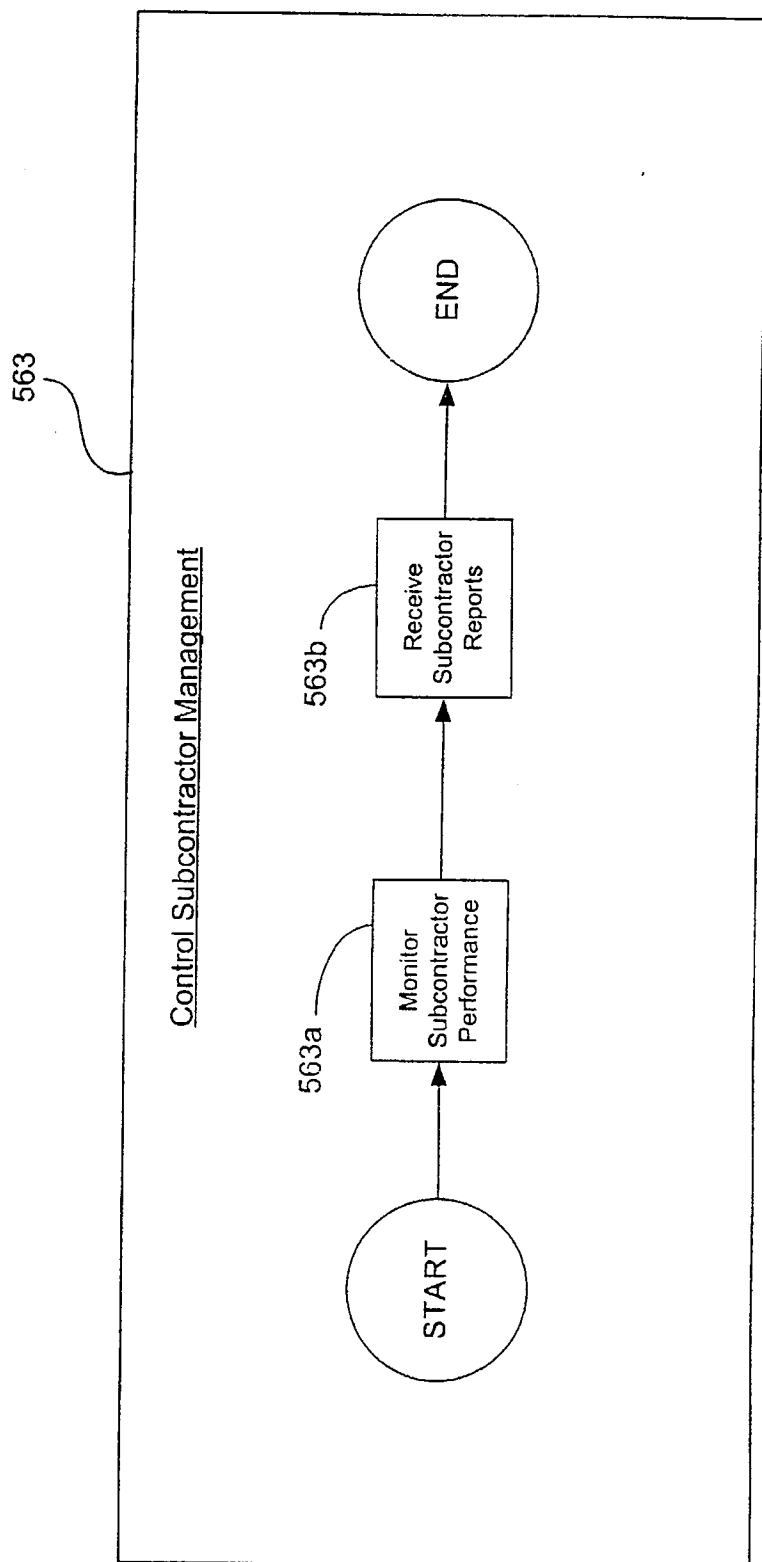 563
Control Subcontractor Management
START
563a
Monitor
Subcontractor
Performance
563b
Receive
Subcontractor
Reports
END